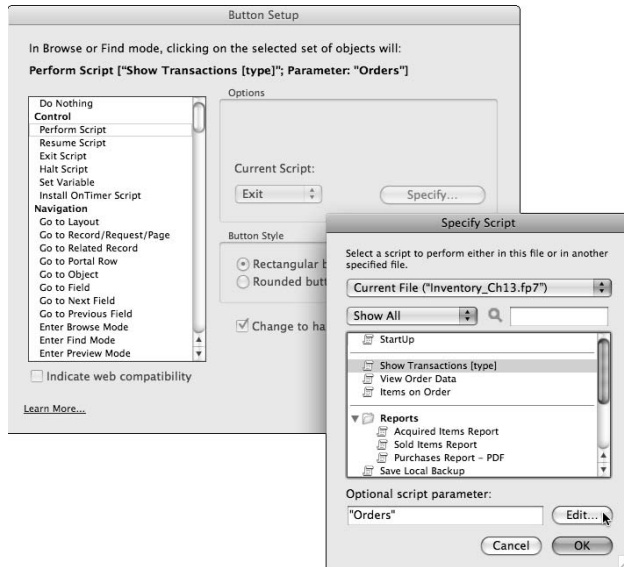 Button Setup
In Browse or Find mode, clicking on the selected set of objects will:
Perform Script ["Show Transactions [type]"; Parameter: "Orders"]
Do Nothing
Control
Perform Script
Resume Script
Exit Script
Halt Script
Set Variable
Install OnTimer Script
Navigation
Go to Layout
Go to Record/Request/Page
Go to Related Record
Go to Portal Row
Go to Object
Go to Field
Go to Next Field
Go to Previous Field
Enter Browse Mode
Enter Find Mode
Enter Preview Mode
Indicate web compatibility
Learn More...
Options
Current Script:
Exit
Specify...
Button Style
Rectangular b
Rounded butt
Change to ha
Specify Script
Select a script to perform either in this file or in another
specified file.
Current File ("Inventory_Ch13.fp7")
Show All
StartUp
Show Transactions [type]
View Order Data
Items on Order
Reports
Acquired Items Report
Sold Items Report
Purchases Report - PDF
Save Local Backup
Optional script parameter:
"Orders"
Edit...
Cancel
OK